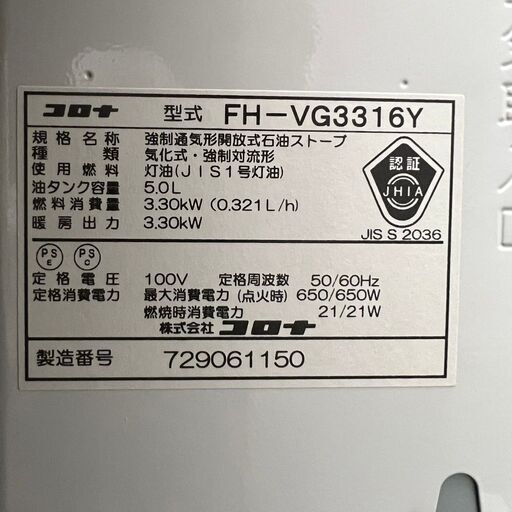 コロナ 型式 FH-VG3316Y
規格名称 強制通気形開放式石油ストーブ
種類 気化式・強制対流形
使用燃料 灯油(JIS1号灯油)
油タンク容量 5.0L
燃料消費量 3.30kW (0.321L/h)
暖房出力 3.30kW
認証
JHIA
JIS S 2036
PS E PS C
定格電圧 100V 定格周波数 50/60Hz
定格消費電力 最大消費電力 (点火時) 650/650W
燃焼時消費電力 21/21W
株式会社 コロナ
製造番号 729061150